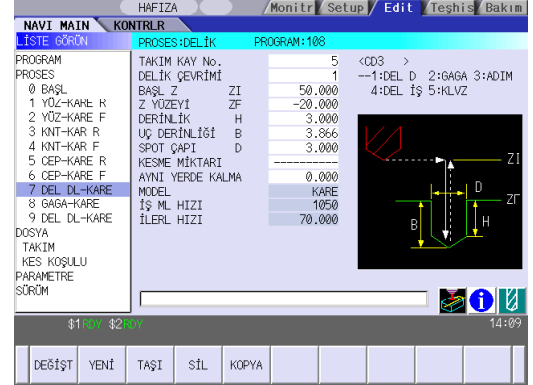 HAFIZA Monitr Setup Edit Teşhis Bakım
NAVI MAIN KONTRLR
LİSTE GÖRÜN PROSES:DELİK PROGRAM:108
PROGRAM
PROSES
0 BAŞL
1 YÜZ-KARE R
2 YÜZ-KARE F
3 KNT-KAR R
4 KNT-KAR F
5 CEP-KARE R
6 CEP-KARE F
7 DEL DL-KARE
8 GAGA-KARE
9 DEL DL-KARE
DOSYA
TAKIM
KES KOŞULU
PARAMETRE
SÜRÜM
TAKIM KAY No. 5
DELİK ÇEVRİMİ 1
BAŞL Z ZI 50.000
Z YÜZEYİ ZF -20.000
DERİNLİK H 3.000
UÇ DERİNLİĞİ B 3.866
SPOT ÇAPI D 3.000
KESME MİKTARI ----------
AYNI YERDE KALMA 0.000
MODEL KARE
İŞ ML HIZI 1050
İLERL HIZI 70.000
<CD3 >
--1:DEL D 2:GAGA 3:ADIM
4:DEL İŞ 5:KLVZ
ZI
D
ZF
B
H
$1 RDY $2 RDY 14:09
DEĞİŞT YENİ TAŞI SİL KOPYA